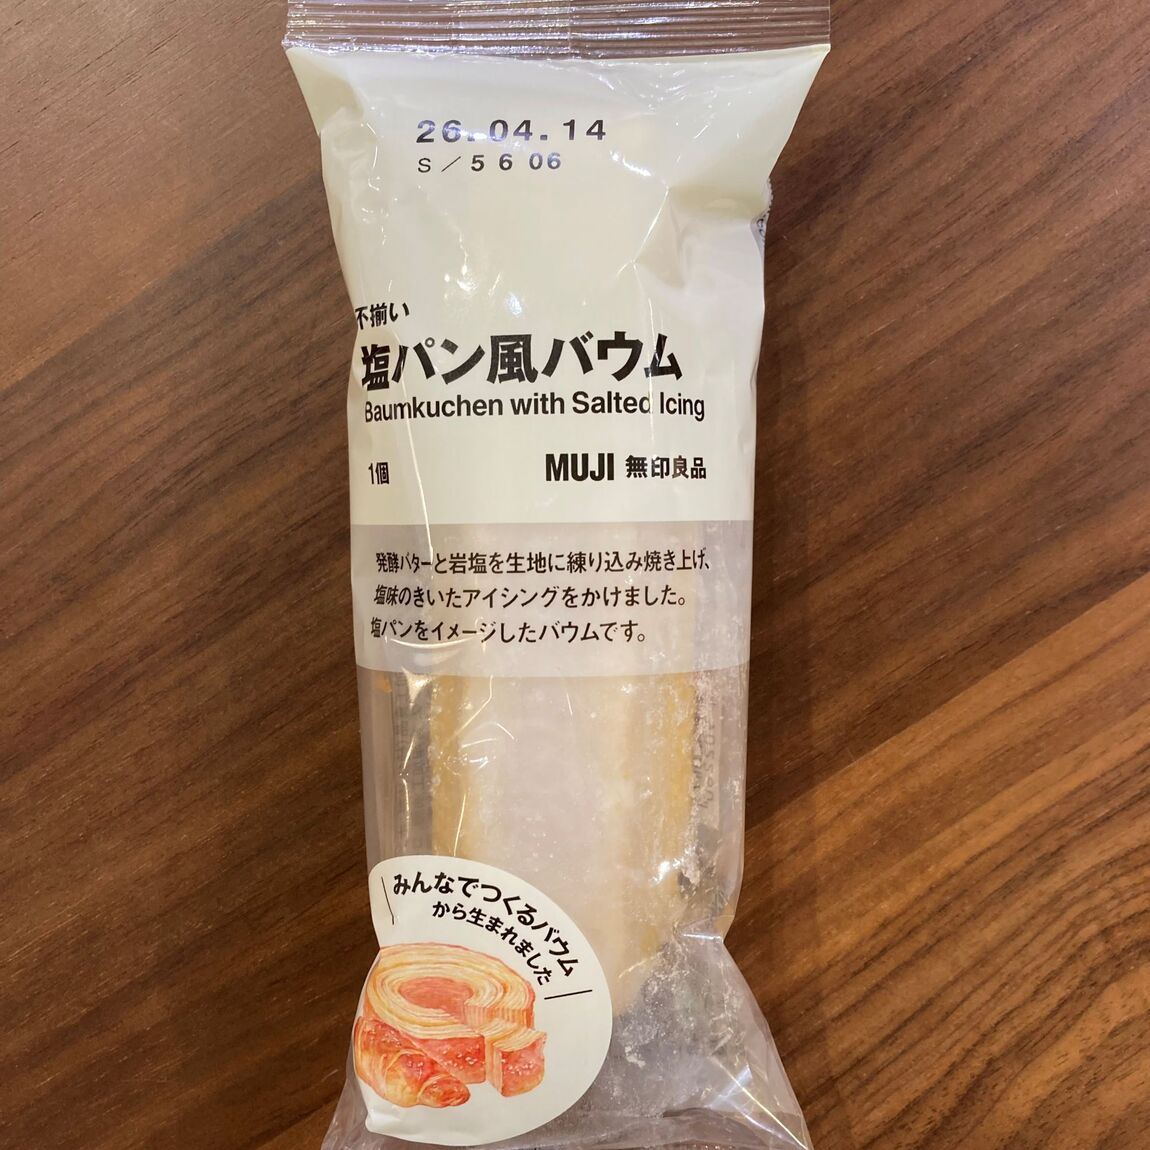 26.04.14
S/5 6 06
不揃い
塩パン風バウム
Baumkuchen with Salted Icing
1個
MUJI 無印良品
発酵バターと岩塩を生地に練り込み焼き上げ、
塩味のきいたアイシングをかけました。
塩パンをイメージしたバウムです。
みんなでつくるバウム
から生まれました